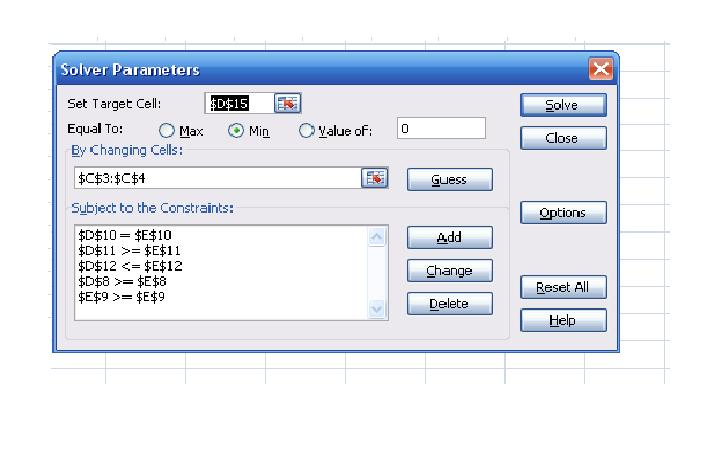 Solver Parameters
Set Target Cell: $D$15
Solve
Equal To: Max Min Value of: 0
Close
By Changing Cells:
$C$3:$C$4
Guess
Options
Subject to the Constraints:
$D$10 = $E$10
$D$11 >= $E$11
$D$12 <= $E$12
$D$8 >= $E$8
$E$9 >= $E$9
Add
Change
Delete
Reset All
Help